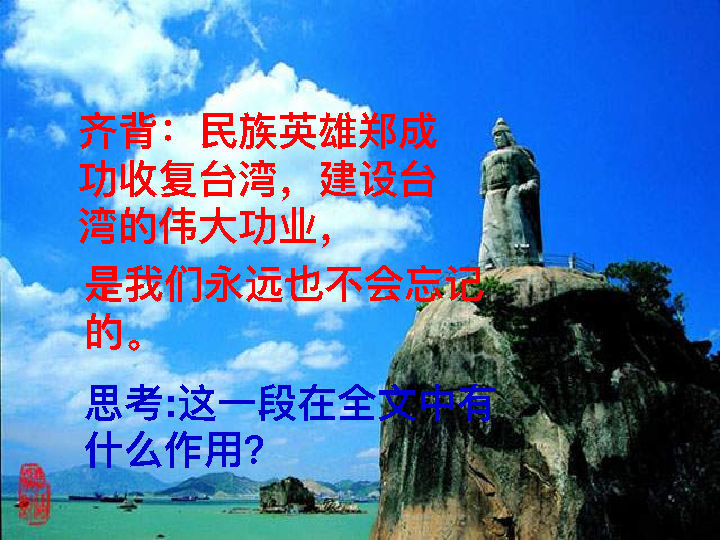 齐背：民族英雄郑成
功收复台湾，建设台
湾的伟大功业，
是我们永远也不会忘记
的。
思考:这一段在全文中有
什么作用?